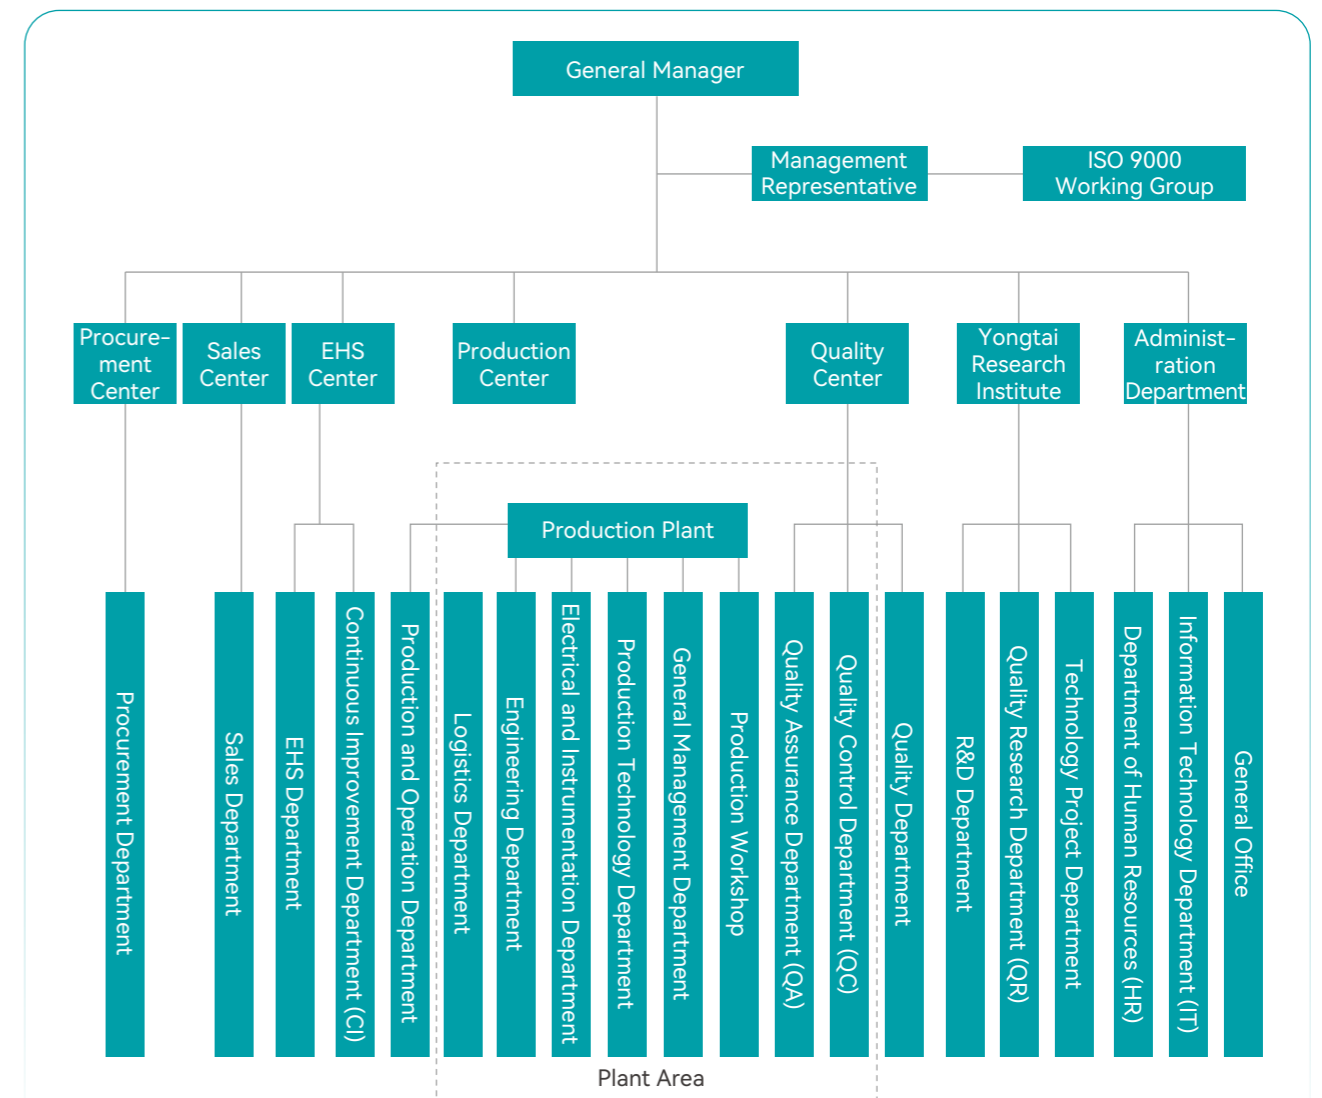 General Manager
Management
Representative
ISO 9000
Working Group
Procure-
ment
Center
Sales
Center
EHS
Center
Production
Center
Quality
Center
Yongtai
Research
Institute
Administ-
ration
Department
Production Plant
Procurement Department
Sales Department
EHS Department
Continuous Improvement Department (CI)
Production and Operation Department
Logistics Department
Engineering Department
Electrical and Instrumentation Department
Production Technology Department
General Management Department
Production Workshop
Quality Assurance Department (QA)
Quality Control Department (QC)
Quality Department
R&D Department
Quality Research Department (QR)
Technology Project Department
Department of Human Resources (HR)
Information Technology Department (IT)
General Office
Plant Area